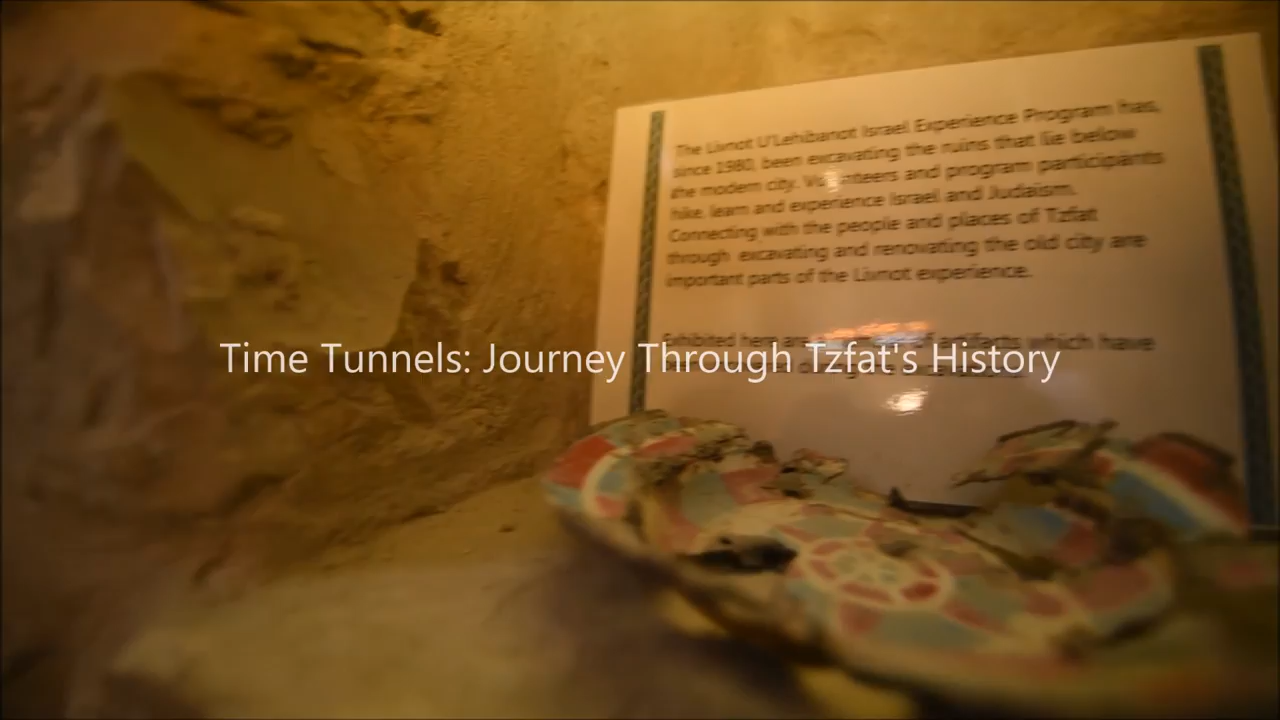 The Livnot U'Lehibanot Israel Experience Program has,
since 1980, been excavating the ruins that lie below
the modern city. Volunteers and program participants
hike, learn and experience Israel and Judaism.
Connecting with the people and places of Tzfat
through excavating and renovating the old city are
important parts of the Livnot experience.
Exhibited here are of artifacts which have
Time Tunnels: Journey Through Tzfat's History